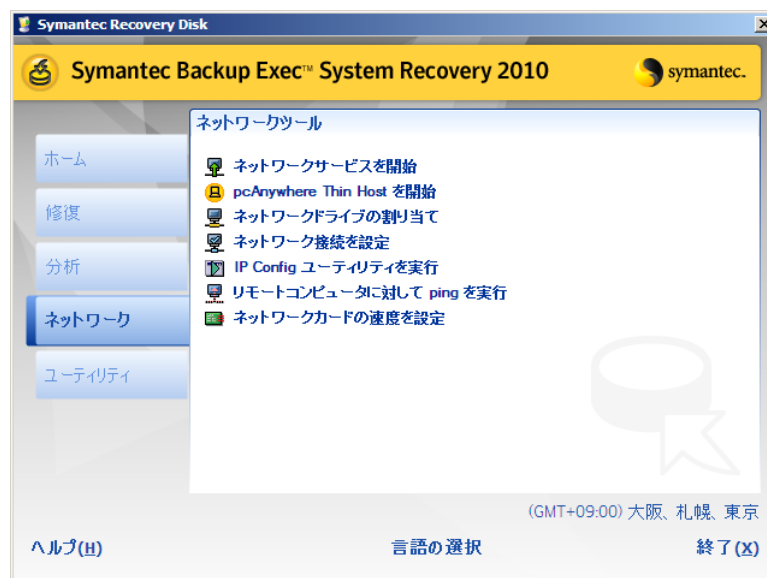 Symantec Recovery Disk
Symantec Backup Exec™ System Recovery 2010
symantec.
ネットワークツール
ホーム
修復
分析
ネットワーク
ユーティリティ
ネットワークサービスを開始
pcAnywhere Thin Host を開始
ネットワークドライブの割り当て
ネットワーク接続を設定
IP Config ユーティリティを実行
リモートコンピュータに対して ping を実行
ネットワークカードの速度を設定
(GMT+09:00) 大阪、札幌、東京
ヘルプ(H)
言語の選択
終了(X)